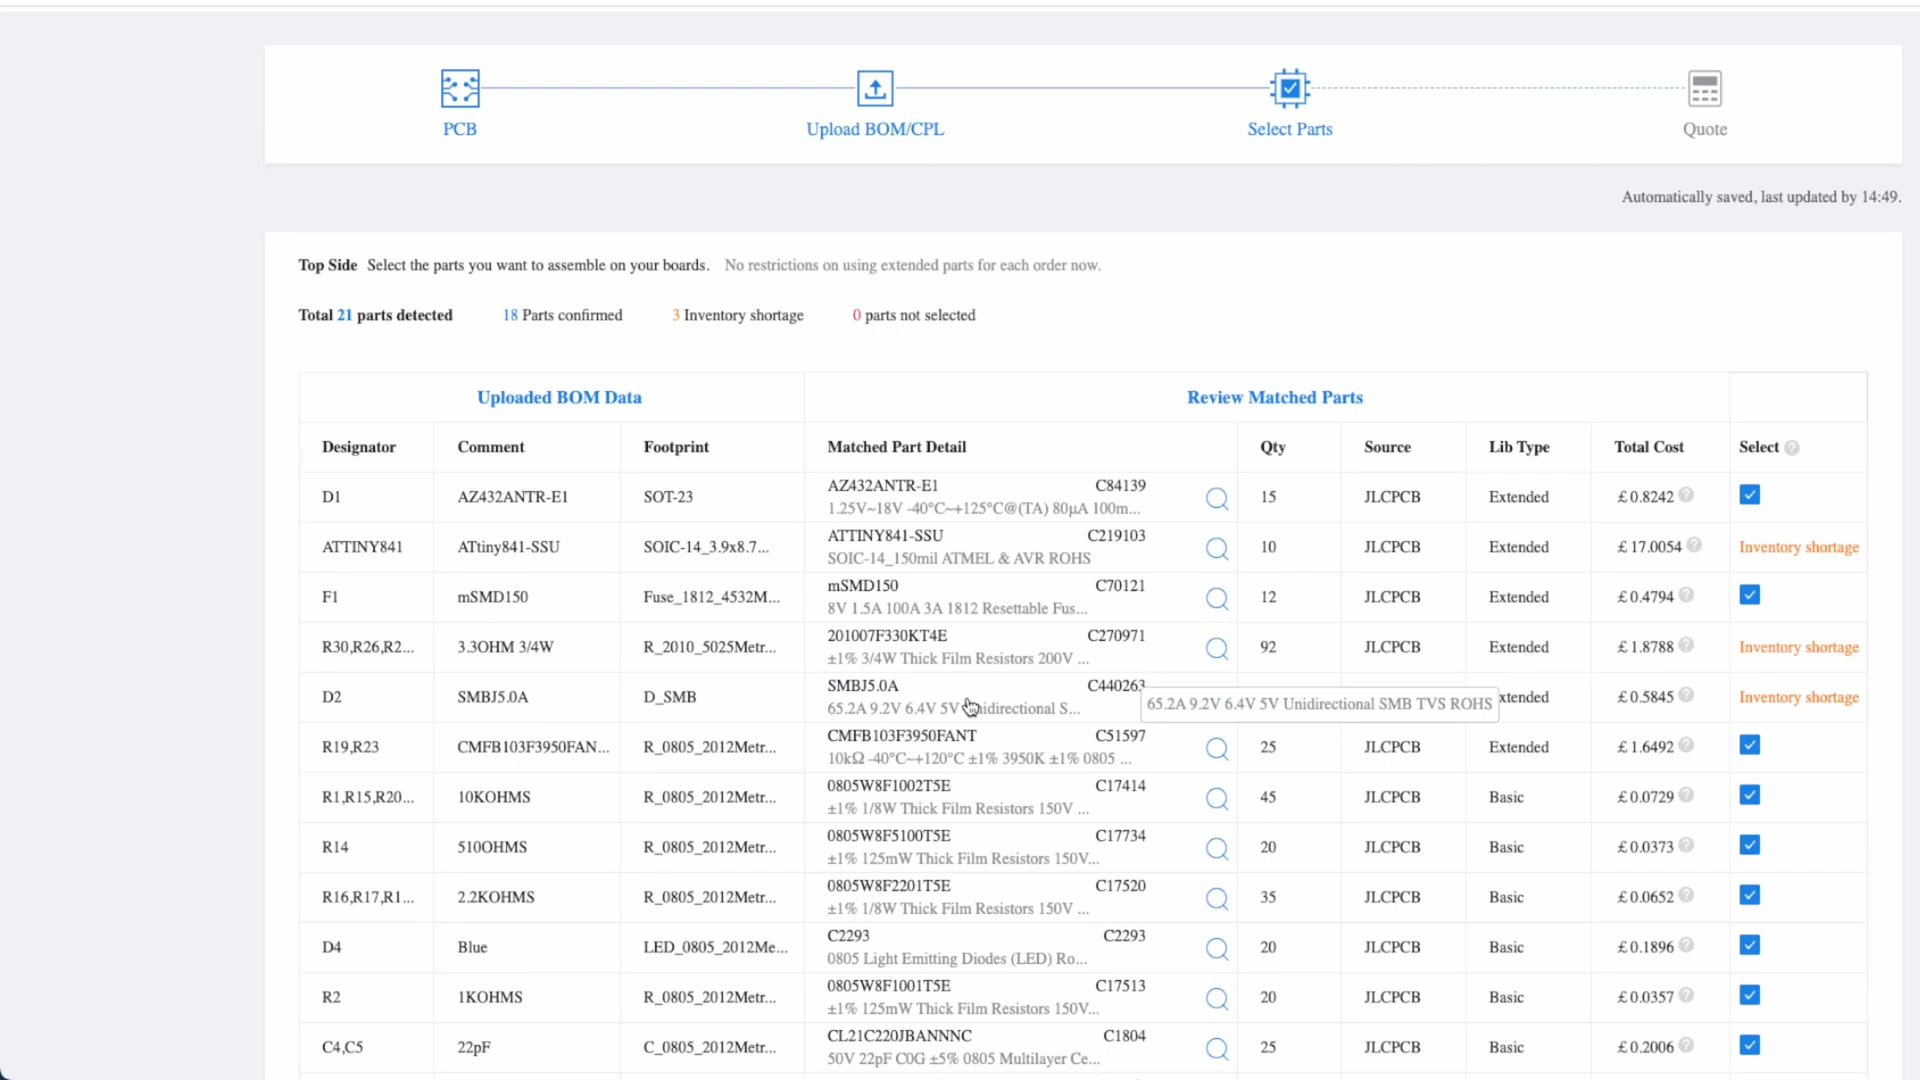 PCB
Upload BOM/CPL
Select Parts
Quote
Automatically saved, last updated by 14:49.
Top Side Select the parts you want to assemble on your boards. No restrictions on using extended parts for each order now.
Total 21 parts detected 18 Parts confirmed 3 Inventory shortage 0 parts not selected
Uploaded BOM Data Review Matched Parts
Designator Comment Footprint Matched Part Detail Qty Source Lib Type Total Cost Select ?
D1 AZ432ANTR-E1 SOT-23 AZ432ANTR-E1 C84139 15 JLCPCB Extended £0.8242 ?
1.25V~18V -40°C~+125°C@(TA) 80μA 100m...
ATTINY841 ATtiny841-SSU SOIC-14_3.9x8.7... ATTINY841-SSU C219103 10 JLCPCB Extended £17.0054 ? Inventory shortage
SOIC-14_150mil ATMEL & AVR ROHS
F1 mSMD150 Fuse_1812_4532M... mSMD150 C70121 12 JLCPCB Extended £0.4794 ?
8V 1.5A 100A 3A 1812 Resettable Fus...
R30,R26,R2... 3.3OHM 3/4W R_2010_5025Metr... 201007F330KT4E C270971 92 JLCPCB Extended £1.8788 ? Inventory shortage
±1% 3/4W Thick Film Resistors 200V ...
D2 SMBJ5.0A D_SMB SMBJ5.0A C440263 xtended £0.5845 ? Inventory shortage
65.2A 9.2V 6.4V 5V nidirectional S...
65.2A 9.2V 6.4V 5V Unidirectional SMB TVS ROHS
R19,R23 CMFB103F3950FAN... R_0805_2012Metr... CMFB103F3950FANT C51597 25 JLCPCB Extended £1.6492 ?
10kΩ -40°C~+120°C ±1% 3950K ±1% 0805 ...
R1,R15,R20... 10KOHMS R_0805_2012Metr... 0805W8F1002T5E C17414 45 JLCPCB Basic £0.0729 ?
±1% 1/8W Thick Film Resistors 150V ...
R14 510OHMS R_0805_2012Metr... 0805W8F5100T5E C17734 20 JLCPCB Basic £0.0373 ?
±1% 125mW Thick Film Resistors 150V...
R16,R17,R1... 2.2KOHMS R_0805_2012Metr... 0805W8F2201T5E C17520 35 JLCPCB Basic £0.0652 ?
±1% 1/8W Thick Film Resistors 150V ...
D4 Blue LED_0805_2012Me... C2293 C2293 20 JLCPCB Basic £0.1896 ?
0805 Light Emitting Diodes (LED) Ro...
R2 1KOHMS R_0805_2012Metr... 0805W8F1001T5E C17513 20 JLCPCB Basic £0.0357 ?
±1% 125mW Thick Film Resistors 150V...
C4,C5 22pF C_0805_2012Metr... CL21C220JBANNNC C1804 25 JLCPCB Basic £0.2006 ?
50V 22pF C0G ±5% 0805 Multilayer Ce...